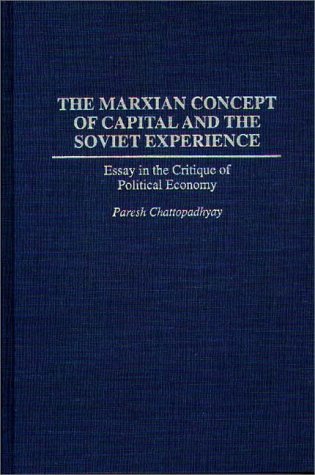 THE MARXIAN CONCEPT
OF CAPITAL AND THE
SOVIET EXPERIENCE
Essay in the Critique of
Political Economy
Paresh Chattopadhyay